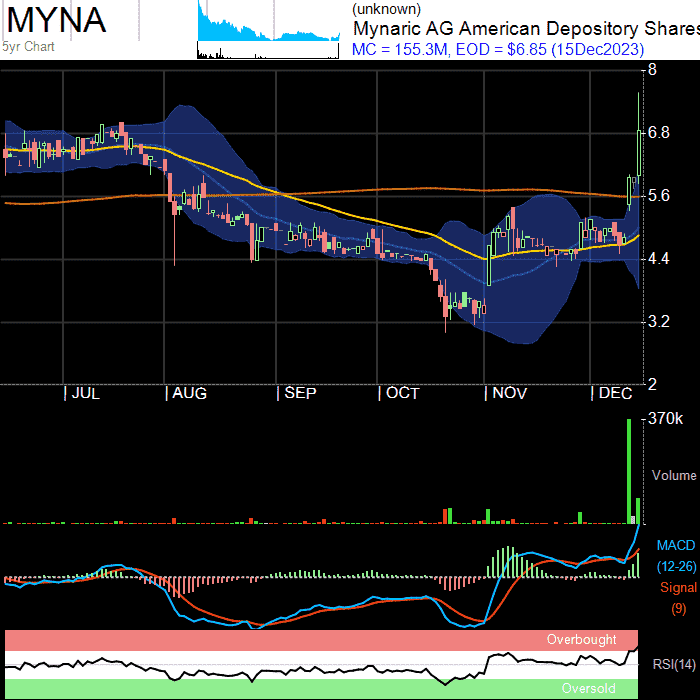 MYNA
5yr Chart
(unknown)
Mynaric AG American Depository Shares
MC = 155.3M, EOD = $6.85 (15Dec2023)
8
6.8
5.6
4.4
3.2
2
| JUL | AUG | SEP | OCT | NOV | DEC
370k
Volume
MACD
(12-26)
Signal
(9)
Overbought
RSI(14)
Oversold